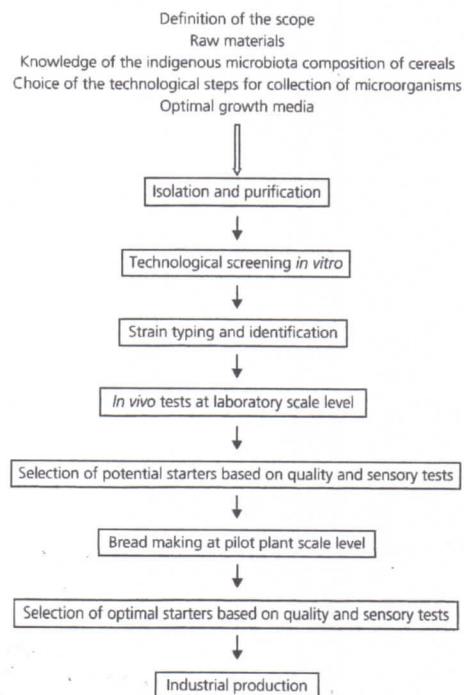 Definition of the scope
Raw materials
Knowledge of the indigenous microbiota composition of cereals
Choice of the technological steps for collection of microorganisms
Optimal growth media
Isolation and purification
Technological screening in vitro
Strain typing and identification
In vivo tests at laboratory scale level
Selection of potential starters based on quality and sensory tests
Bread making at pilot plant scale level
Selection of optimal starters based on quality and sensory tests
Industrial production